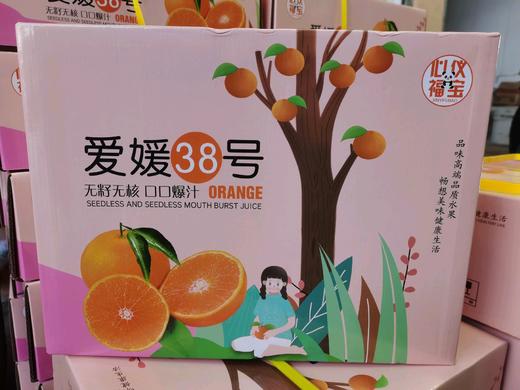 爱媛38号
无籽无核 口口爆汁 ORANGE
SEEDLESS AND SEEDLESS MOUTH BURST JUICE
心仪
福宝
XINYIFUBAO
品味高端品质水果
畅想美味健康生活